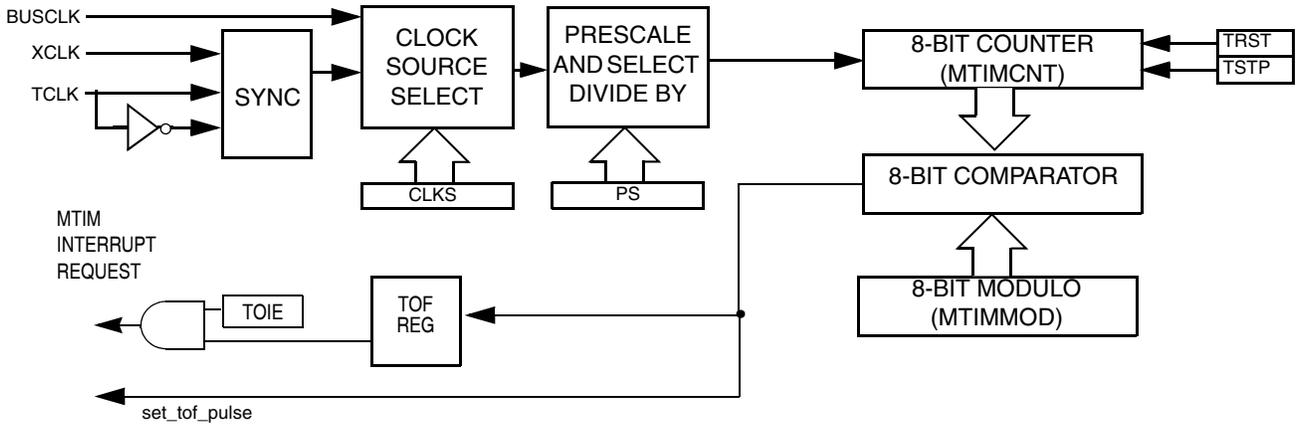 BUSCLK
XCLK
TCLK
SYNC
CLOCK
SOURCE
SELECT
PRESCALE
AND SELECT
DIVIDE BY
8-BIT COUNTER
(MTIMCNT)
TRST
TSTP
CLKS
PS
8-BIT COMPARATOR
MTIM
INTERRUPT
REQUEST
TOIE
TOF
REG
8-BIT MODULO
(MTIMMOD)
set_tof_pulse